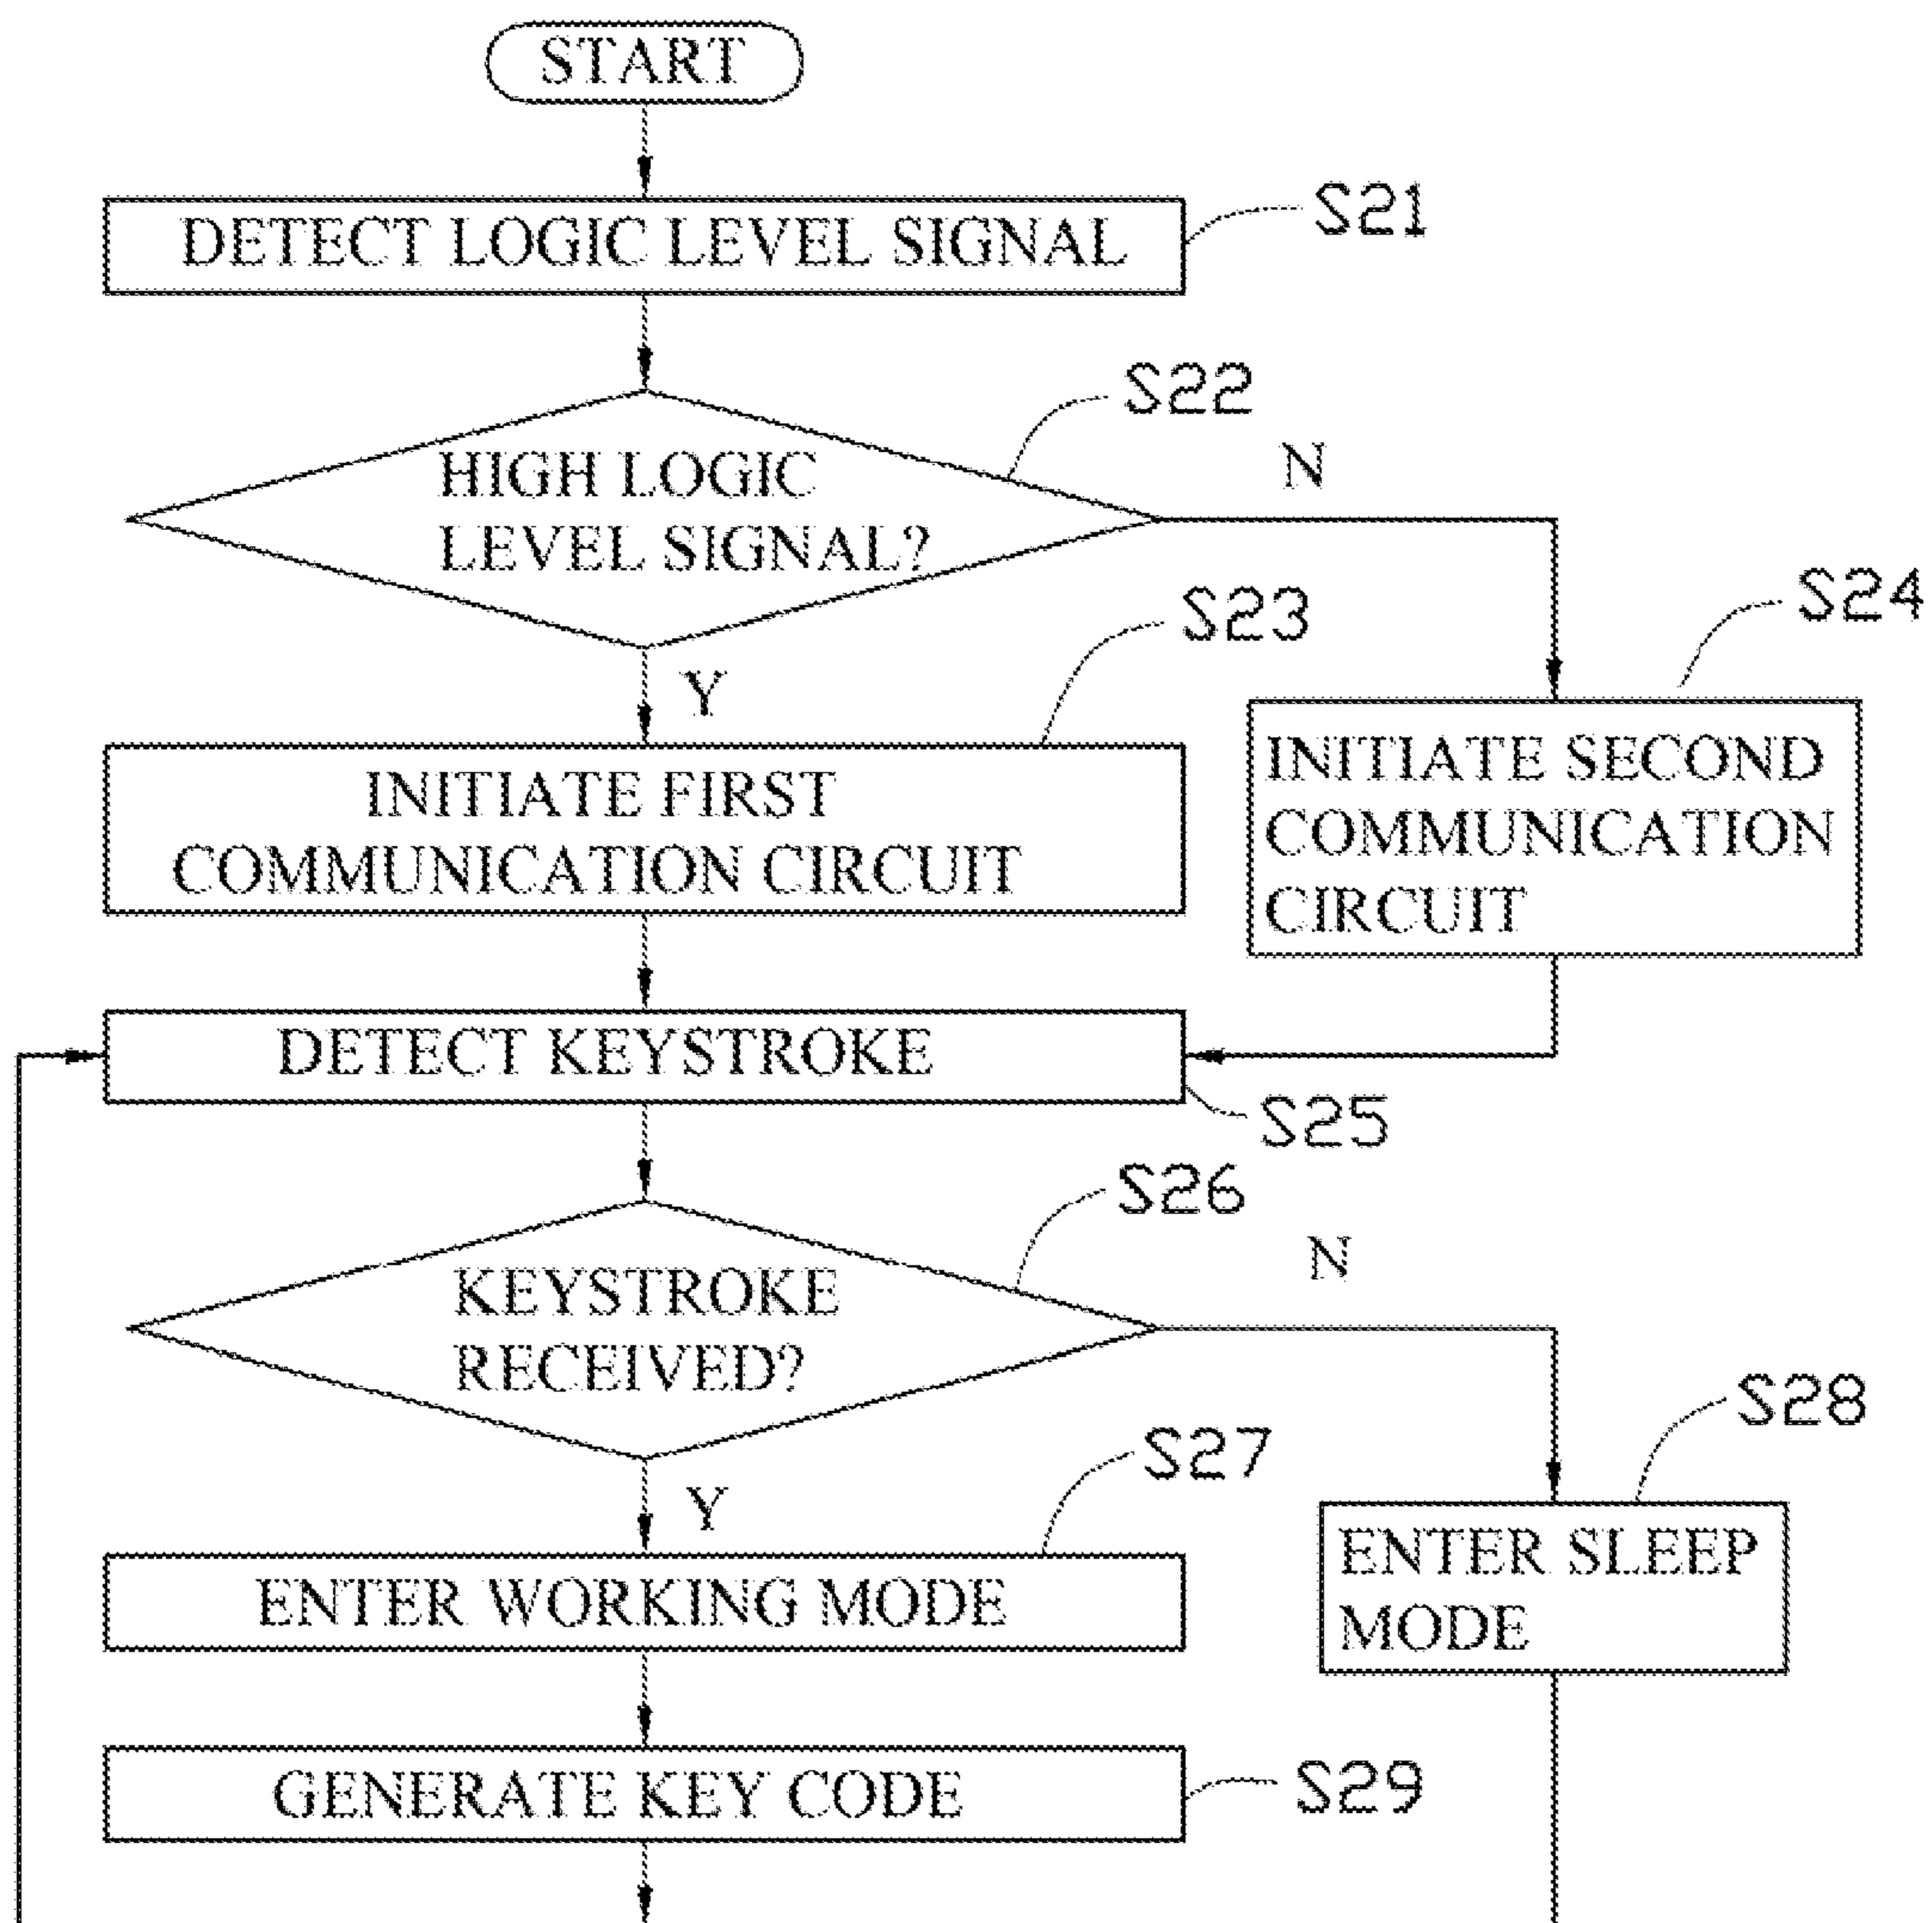 START
DETECT LOGIC LEVEL SIGNAL
S21
S22
HIGH LOGIC
LEVEL SIGNAL?
N
S23
S24
Y
INITIATE FIRST
COMMUNICATION CIRCUIT
INITIATE SECOND
COMMUNICATION
CIRCUIT
DETECT KEYSTROKE
S25
S26
KEYSTROKE
RECEIVED?
N
S27
S28
Y
ENTER WORKING MODE
ENTER SLEEP
MODE
GENERATE KEY CODE
S29